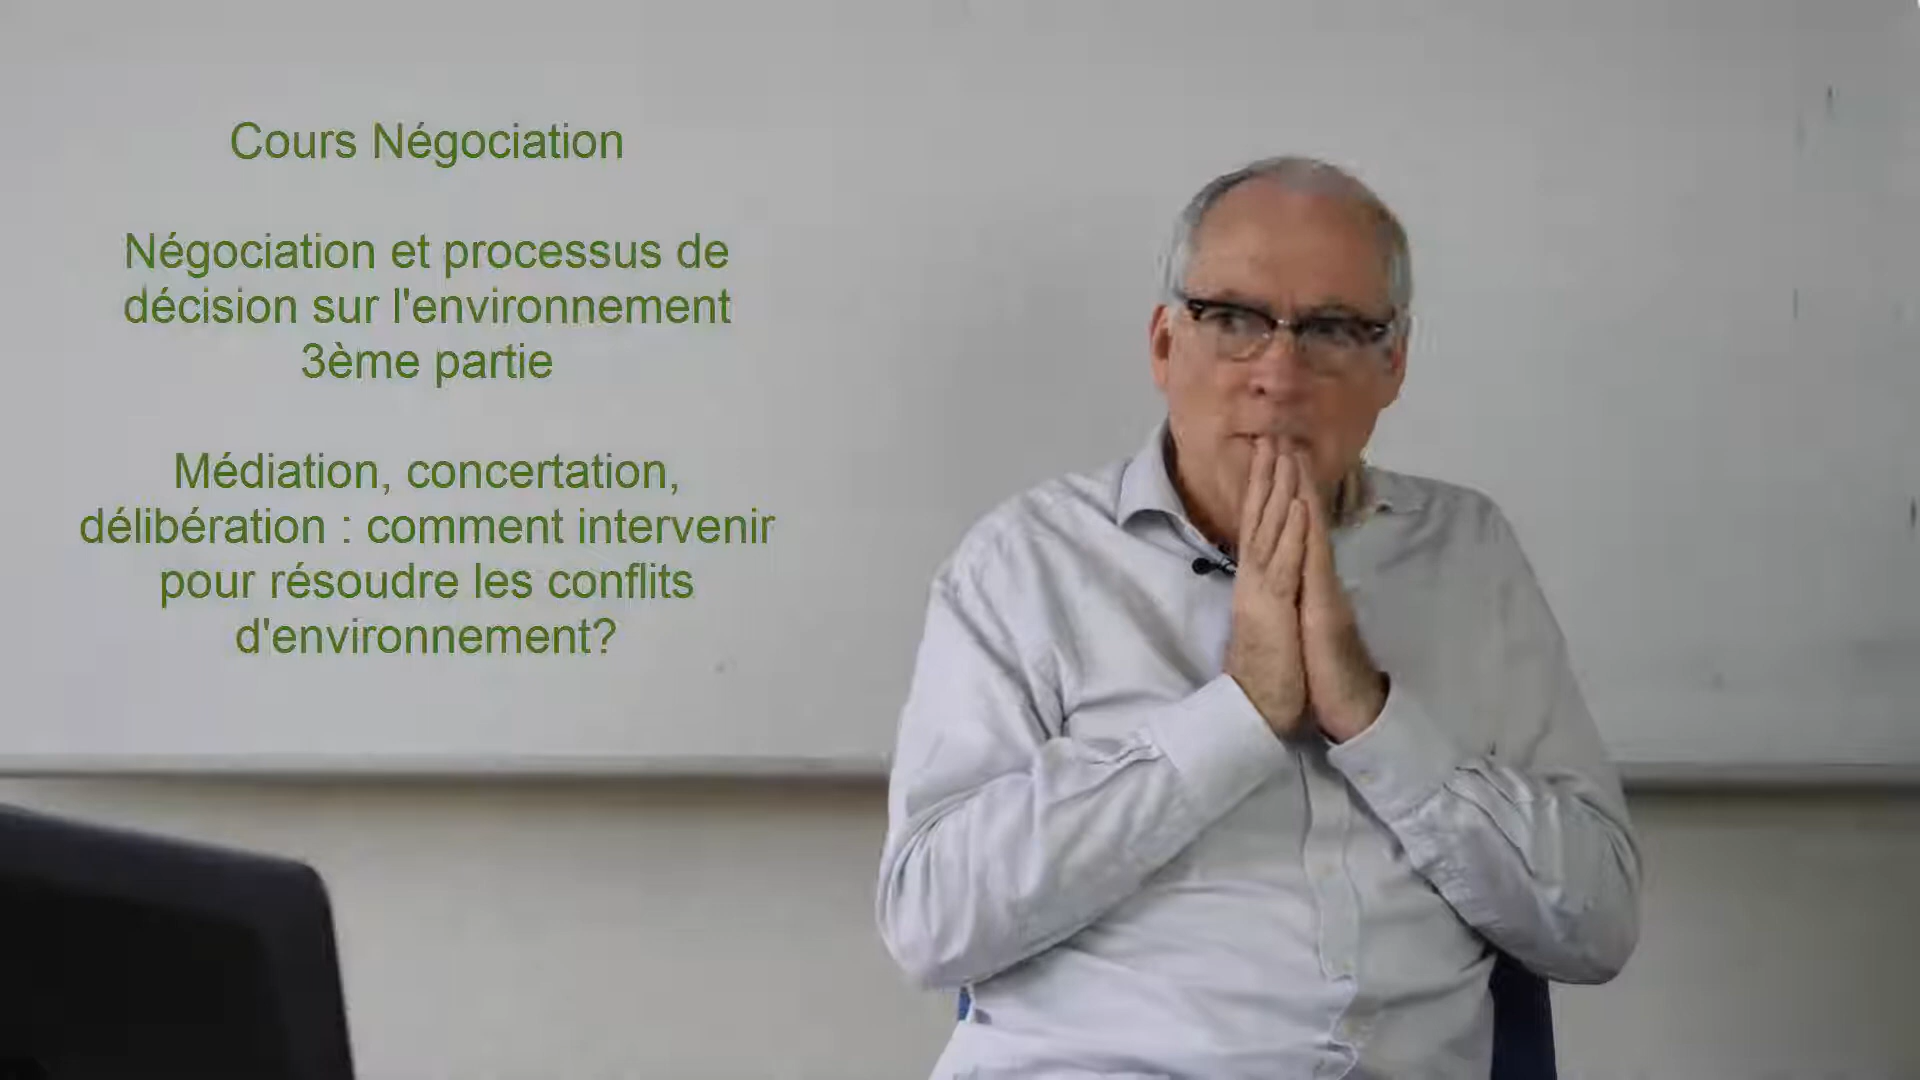 Cours Négociation
Négociation et processus de
décision sur l'environnement
3ème partie
Médiation, concertation,
délibération : comment intervenir
pour résoudre les conflits
d'environnement?